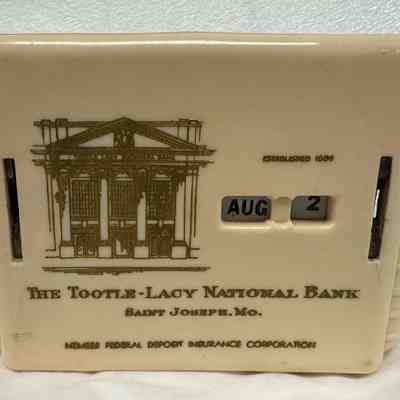 ESTABLISHED 1889
AUG 2
THE TOOTLE-LACY NATIONAL BANK
SAINT JOSEPH, MO.
MEMBER FEDERAL DEPOSIT INSURANCE CORPORATION